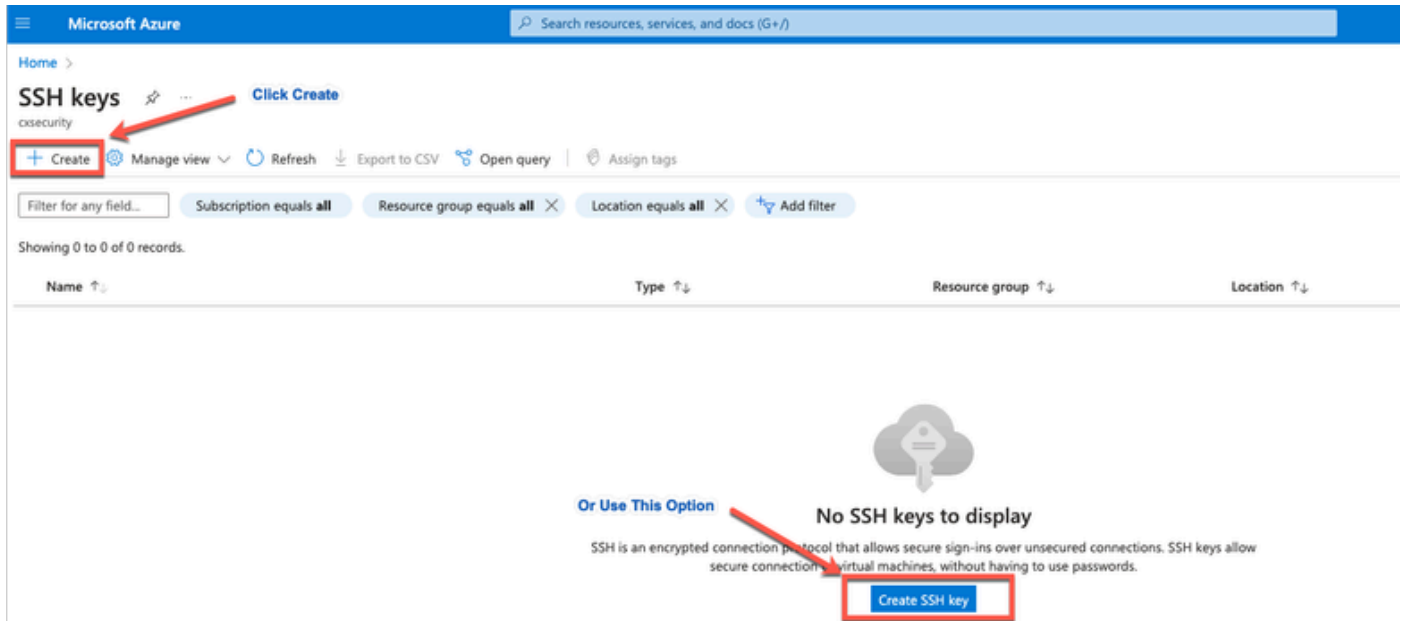 Microsoft Azure
Search resources, services, and docs (G+/)
Home >
SSH keys
...
Click Create
cxsecurity
+ Create
Manage view
Refresh
Export to CSV
Open query
Assign tags
Filter for any field...
Subscription equals all
Resource group equals all
Location equals all
Add filter
Showing 0 to 0 of 0 records.
Name
Type
Resource group
Location
Or Use This Option
No SSH keys to display
SSH is an encrypted connection protocol that allows secure sign-ins over unsecured connections. SSH keys allow
secure connection virtual machines, without having to use passwords.
Create SSH key